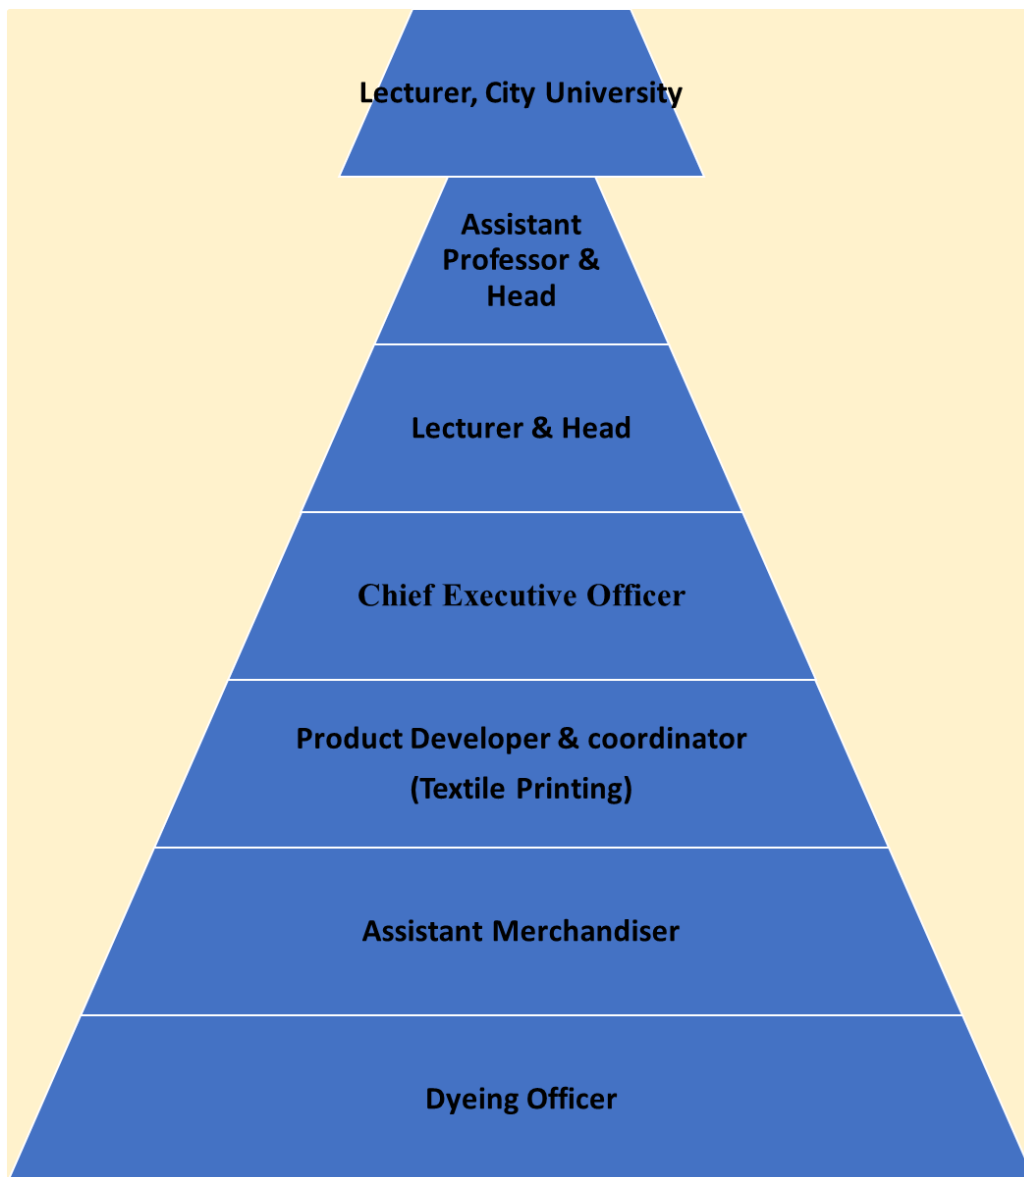 Lecturer, City University
Assistant
Professor &
Head
Lecturer & Head
Chief Executive Officer
Product Developer & coordinator
(Textile Printing)
Assistant Merchandiser
Dyeing Officer